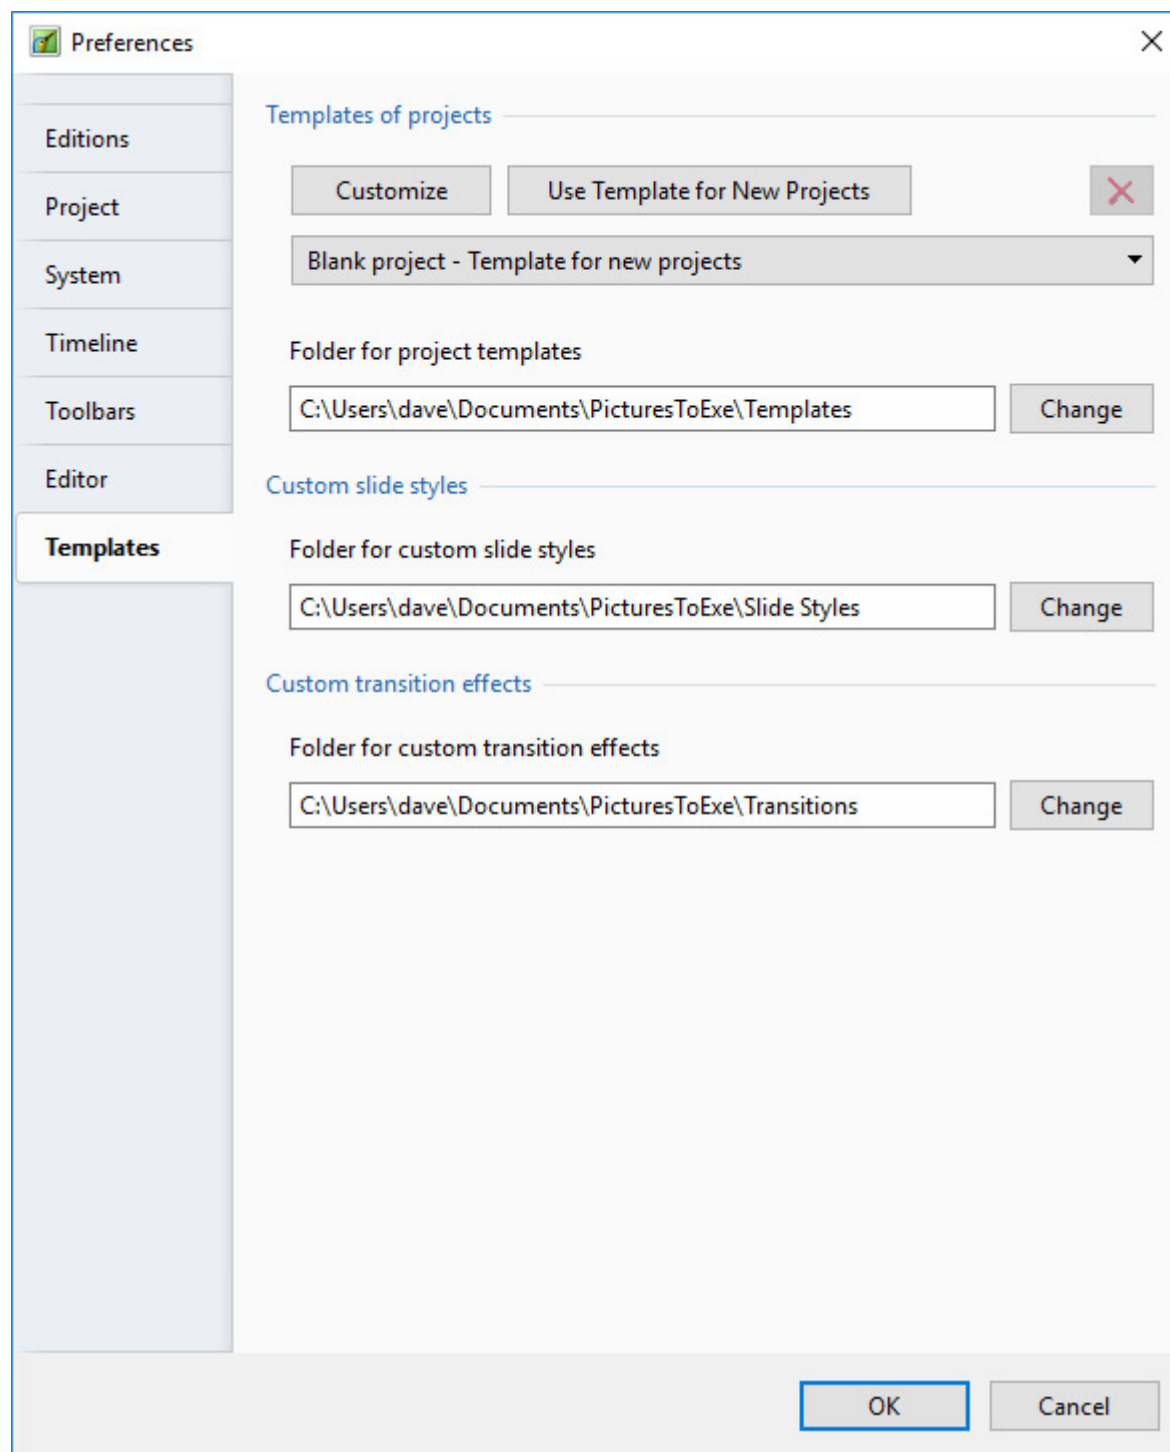 Preferences
Editions
Project
System
Timeline
Toolbars
Editor
Templates
Templates of projects
Customize
Use Template for New Projects
Blank project - Template for new projects
Folder for project templates
C:\Users\dave\Documents\PicturesToExe\Templates
Change
Custom slide styles
Folder for custom slide styles
C:\Users\dave\Documents\PicturesToExe\Slide Styles
Change
Custom transition effects
Folder for custom transition effects
C:\Users\dave\Documents\PicturesToExe\Transitions
Change
OK
Cancel